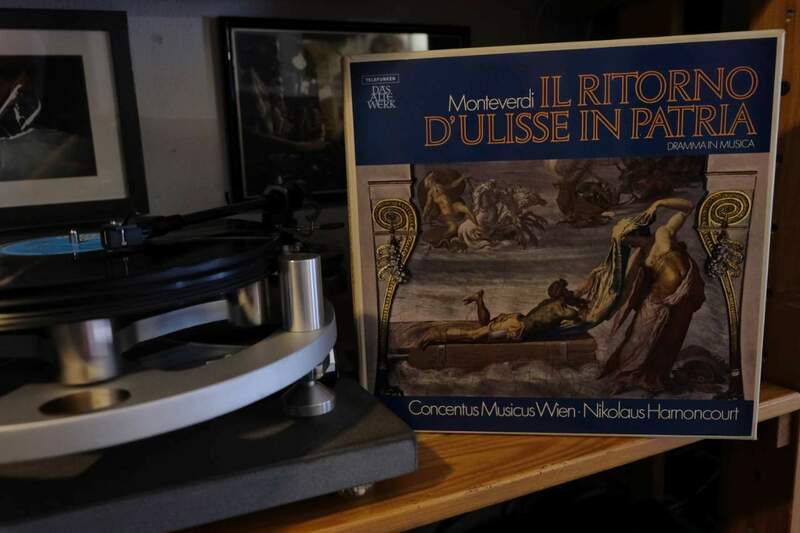 TELEFUNKEN
DAS
ALTE
WERK
Monteverdi IL RITORNO
D'ULISSE IN PATRIA
DRAMMA IN MUSICA
Concentus Musicus Wien · Nikolaus Harnoncourt